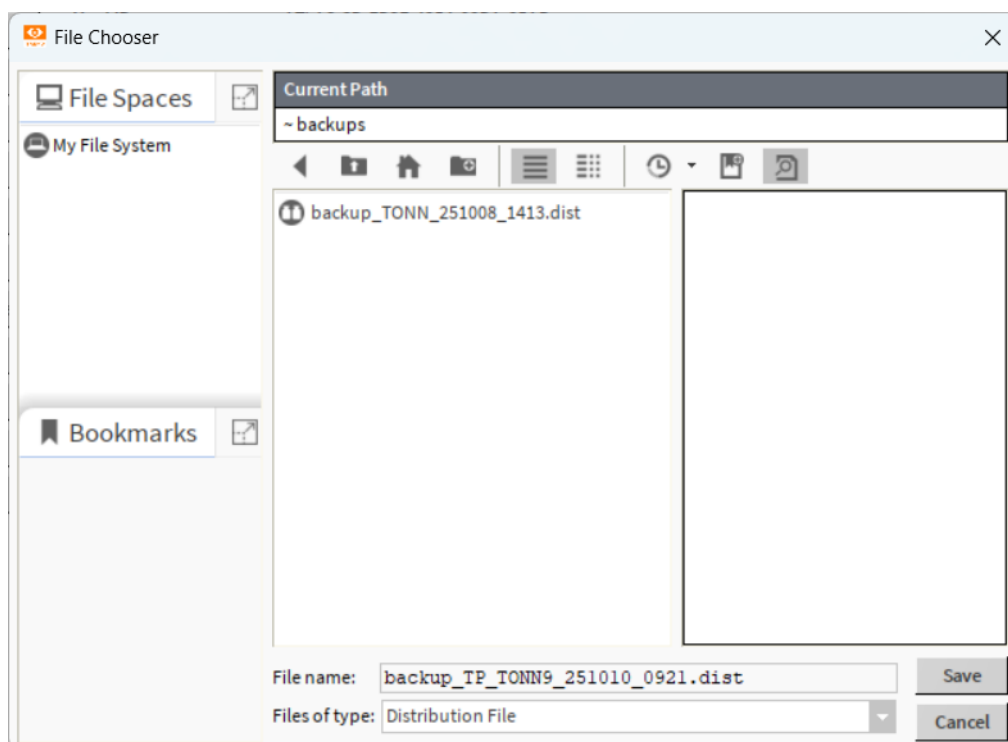 File Chooser
File Spaces
My File System
Bookmarks
Current Path
~backups
backup_TONN_251008_1413.dist
File name: backup_TP_TONN9_251010_0921.dist
Save
Files of type: Distribution File
Cancel